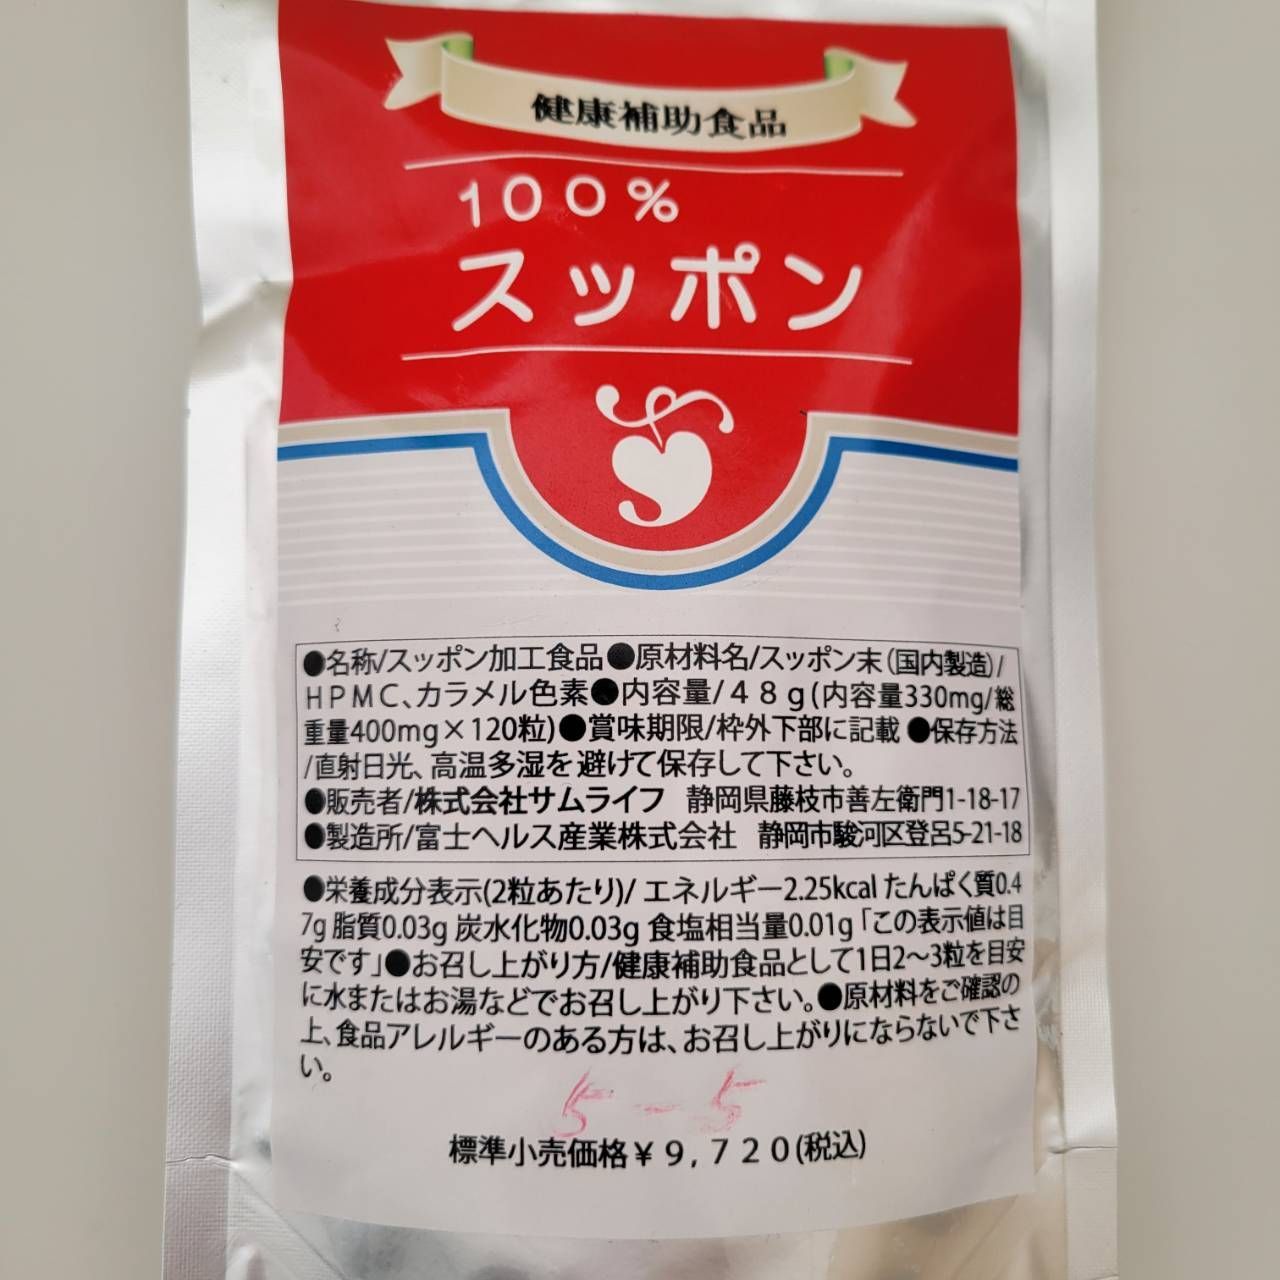 健康補助食品
100%
スッポン
●名称/スッポン加工食品●原材料名/スッポン末(国内製造)/
HPMC、カラメル色素●内容量/48g(内容量330mg/総
重量400mg×120粒)●賞味期限/枠外下部に記載 ●保存方法
/直射日光、高温多湿を避けて保存して下さい。
●販売者/株式会社サムライフ 静岡県藤枝市善左衛門1-18-17
●製造所/富士ヘルス産業株式会社 静岡市駿河区登呂5-21-18
●栄養成分表示(2粒あたり)/ エネルギー2.25kcal たんぱく質0.4
7g 脂質0.03g 炭水化物0.03g 食塩相当量0.01g「この表示値は目
安です」●お召し上がり方/健康補助食品として1日2〜3粒を目安
に水またはお湯などでお召し上がり下さい。●原材料をご確認の
上、食品アレルギーのある方は、お召し上がりにならないで下さ
い。
5-5
標準小売価格￥9,720(税込)